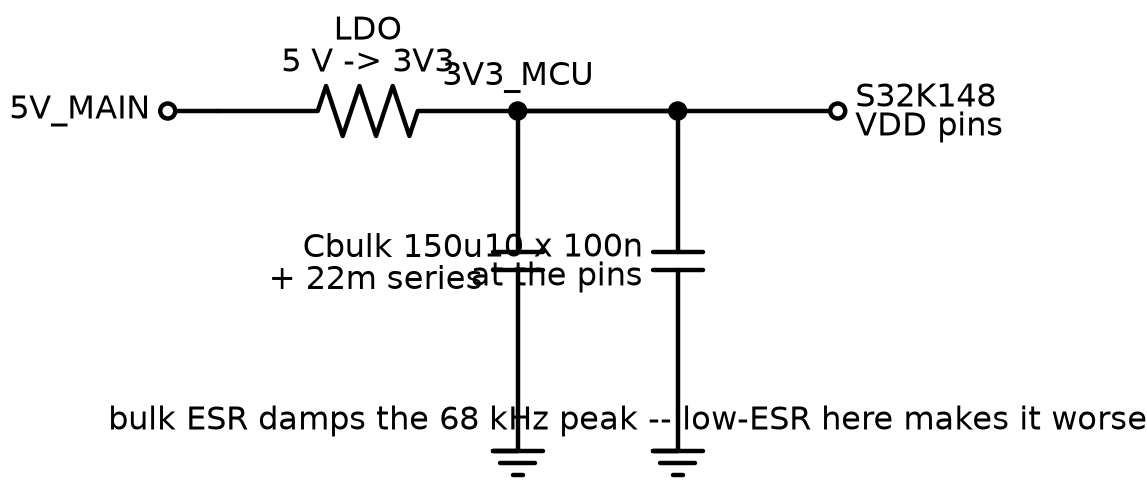 LDO
5 V -> 3V3
3V3_MCU
5V_MAIN
S32K148
VDD pins
Cbulk 150u
+ 22m series
10 x 100n
at the pins
bulk ESR damps the 68 kHz peak -- low-ESR here makes it worse